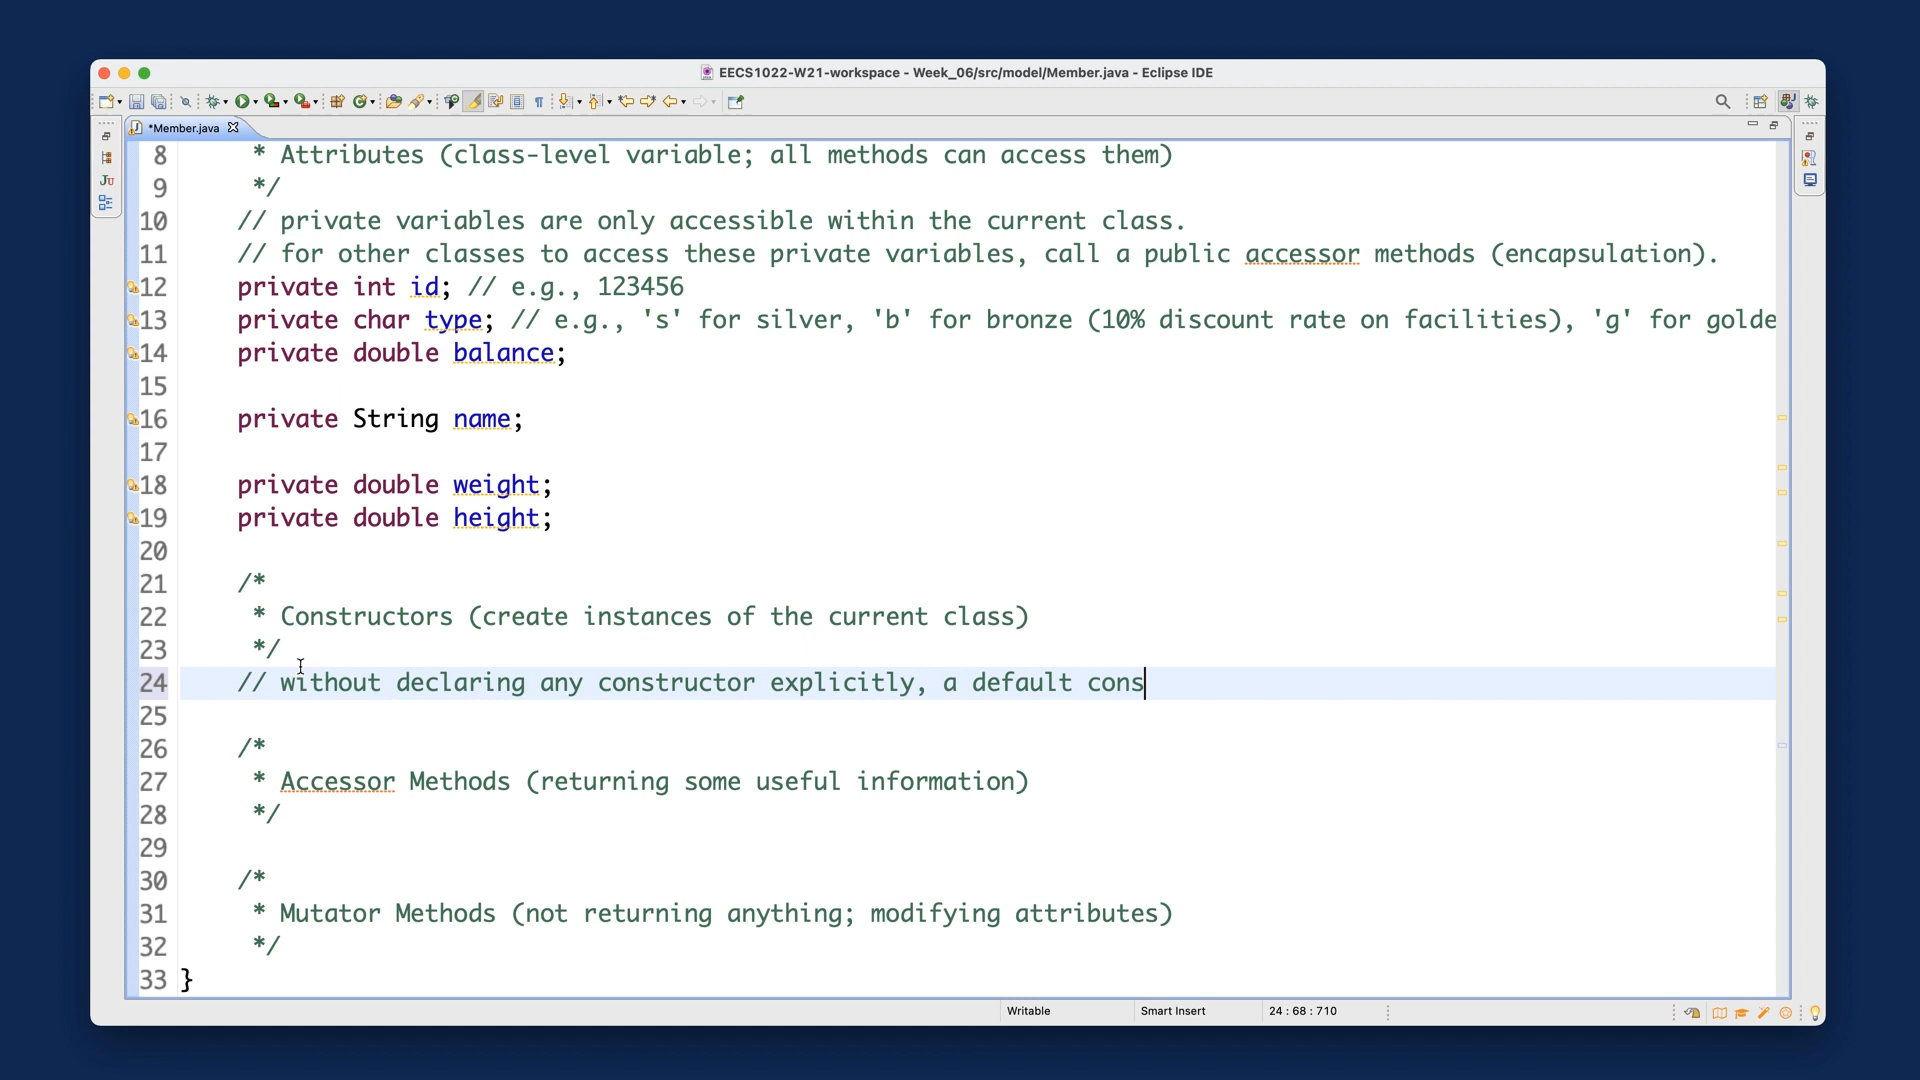 EECS1022-W21-workspace - Week_06/src/model/Member.java - Eclipse IDE
*Member.java
8 * Attributes (class-level variable; all methods can access them)
9 */
10 // private variables are only accessible within the current class.
11 // for other classes to access these private variables, call a public accessor methods (encapsulation).
12 private int id; // e.g., 123456
13 private char type; // e.g., 's' for silver, 'b' for bronze (10% discount rate on facilities), 'g' for golde
14 private double balance;
15
16 private String name;
17
18 private double weight;
19 private double height;
20
21 /*
22 * Constructors (create instances of the current class)
23 */
24 // without declaring any constructor explicitly, a default cons
25
26 /*
27 * Accessor Methods (returning some useful information)
28 */
29
30 /*
31 * Mutator Methods (not returning anything; modifying attributes)
32 */
33 }
Writable Smart Insert 24 : 68 : 710